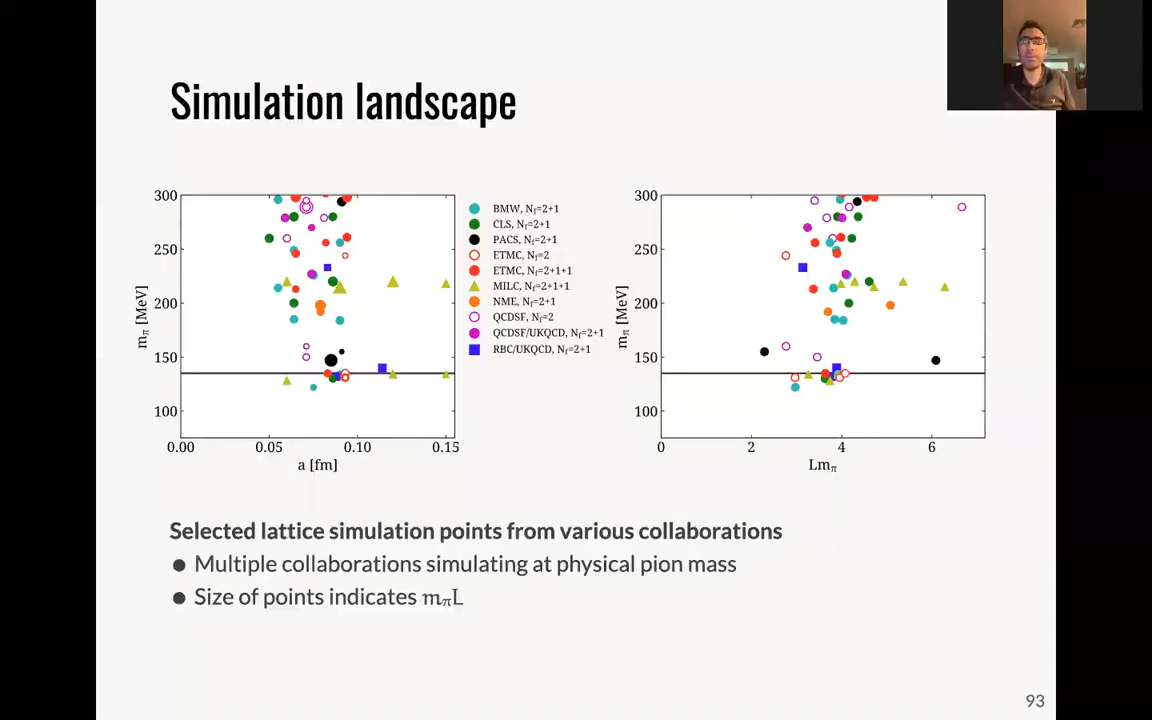 Simulation landscape
300
250
200
150
100
mπ [MeV]
0.00 0.05 0.10 0.15
a [fm]
BMW, Nf=2+1
CLS, Nf=2+1
PACS, Nf=2+1
ETMC, Nf=2
ETMC, Nf=2+1+1
MILC, Nf=2+1+1
NME, Nf=2+1
QCDSF, Nf=2
QCDSF/UKQCD, Nf=2+1
RBC/UKQCD, Nf=2+1
300
250
200
150
100
mπ [MeV]
0 2 4 6
Lmπ
Selected lattice simulation points from various collaborations
● Multiple collaborations simulating at physical pion mass
● Size of points indicates mπL
93